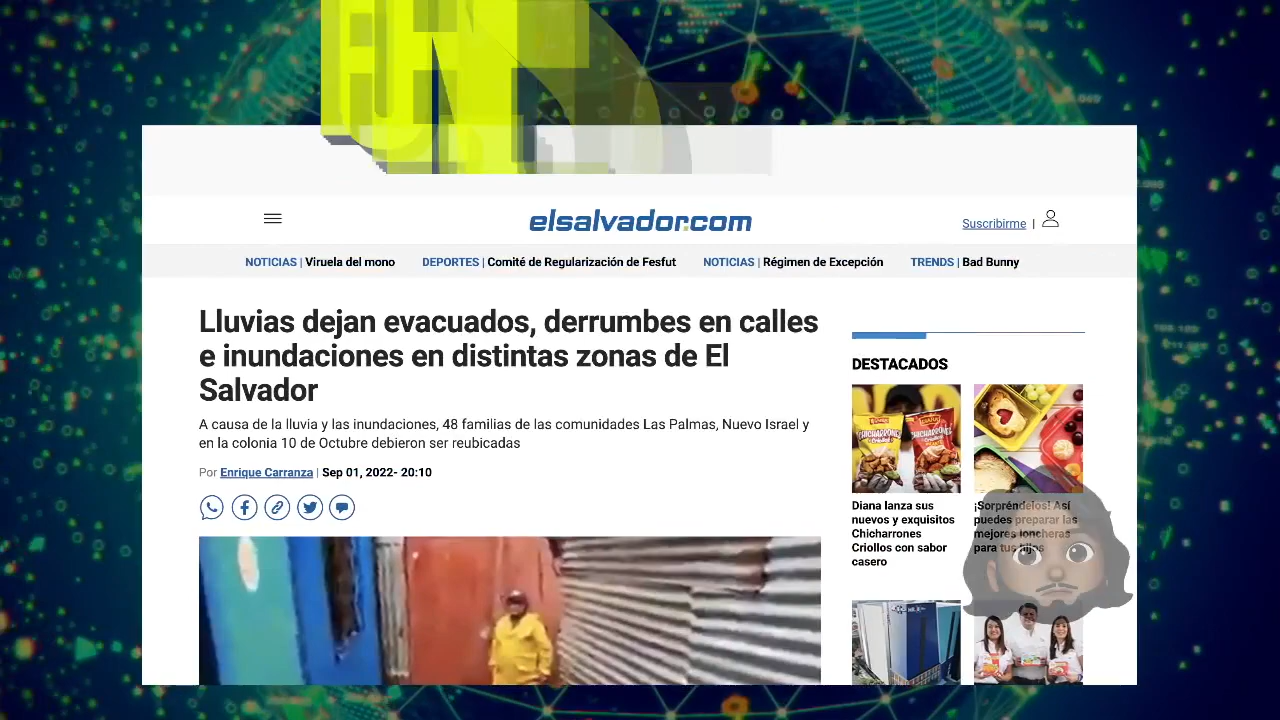 elsalvador.com
Suscribirme |
NOTICIAS | Viruela del mono
DEPORTES | Comité de Regularización de Fesfut
NOTICIAS | Régimen de Excepción
TRENDS | Bad Bunny
Lluvias dejan evacuados, derrumbes en calles
e inundaciones en distintas zonas de El
Salvador
A causa de la lluvia y las inundaciones, 48 familias de las comunidades Las Palmas, Nuevo Israel y
en la colonia 10 de Octubre debieron ser reubicadas
Por Enrique Carranza | Sep 01, 2022- 20:10
DESTACADOS
Diana lanza sus
nuevos y exquisitos
Chicharrones
Criollos con sabor
casero
¡Sorpréndelos! Así
puedes preparar las
mejores loncheras
para tus hijos